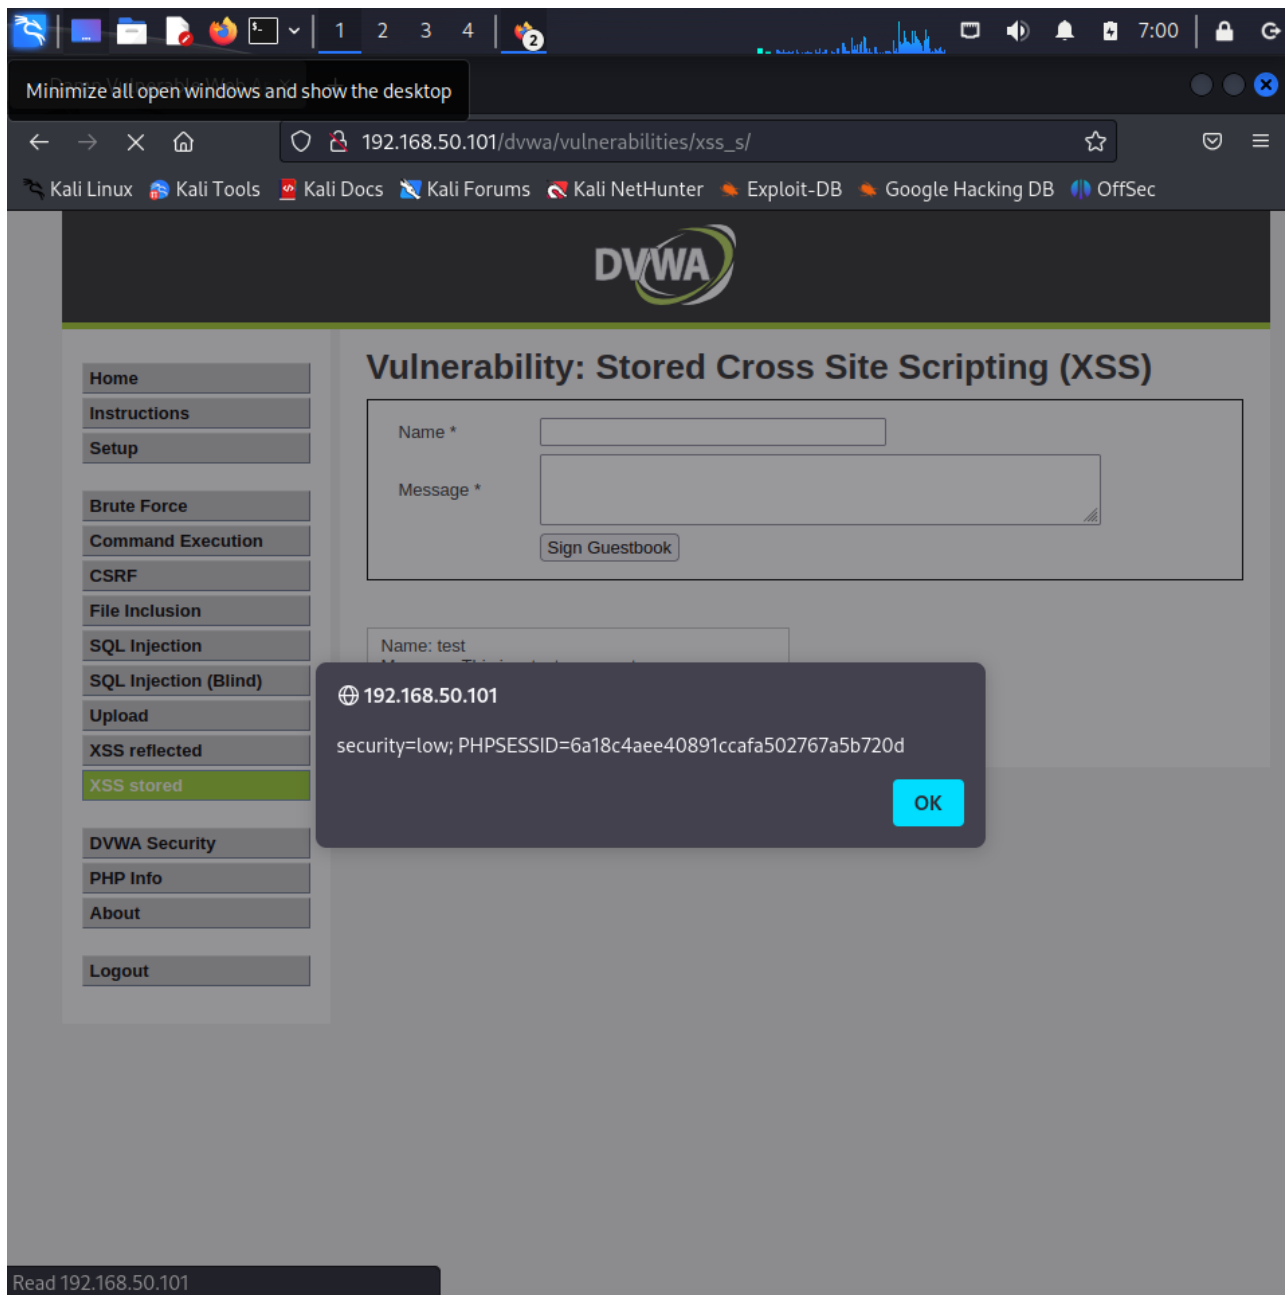 1 2 3 4 2 7:00
Minimize all open windows and show the desktop
192.168.50.101/dvwa/vulnerabilities/xss_s/
Kali Linux Kali Tools Kali Docs Kali Forums Kali NetHunter Exploit-DB Google Hacking DB OffSec
DVWA
Home
Instructions
Setup
Brute Force
Command Execution
CSRF
File Inclusion
SQL Injection
SQL Injection (Blind)
Upload
XSS reflected
XSS stored
DVWA Security
PHP Info
About
Logout
Vulnerability: Stored Cross Site Scripting (XSS)
Name *
Message *
Sign Guestbook
Name: test
192.168.50.101
security=low; PHPSESSID=6a18c4aee40891ccafa502767a5b720d
OK
Read 192.168.50.101